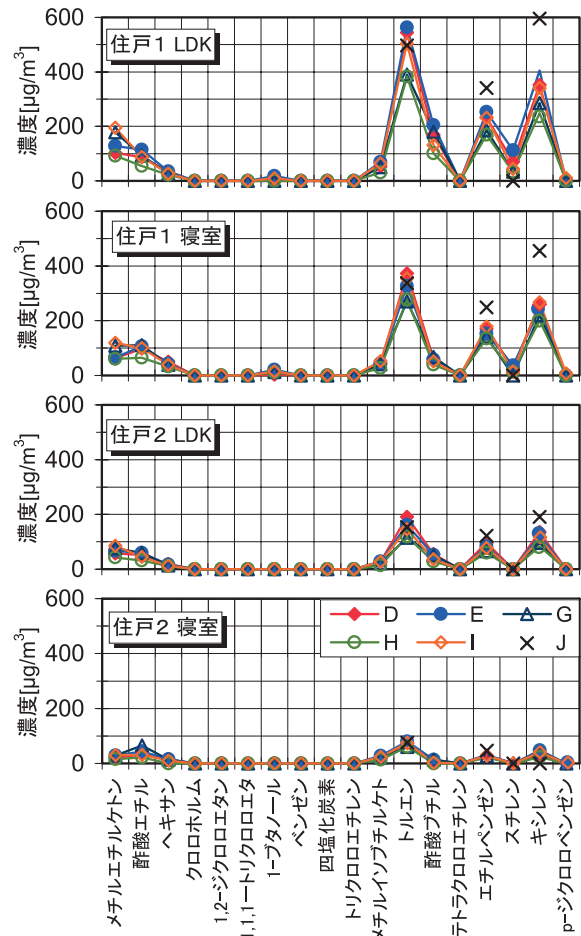 住戸1 LDK
濃度[μg/m³]
600
400
200
0
住戸1 寝室
濃度[μg/m³]
600
400
200
0
住戸2 LDK
濃度[μg/m³]
600
400
200
0
住戸2 寝室
濃度[μg/m³]
600
400
200
0
D E G
H I J
メチルエチルケトン
酢酸エチル
ヘキサン
クロロホルム
1,2-ジクロロエタン
1,1,1ートリクロロエタ
1-ブタノール
ベンゼン
四塩化炭素
トリクロロエチレン
メチルイソブチルケト
トルエン
酢酸ブチル
テトラクロロエチレン
エチルベンゼン
スチレン
キシレン
p-ジクロロベンゼン